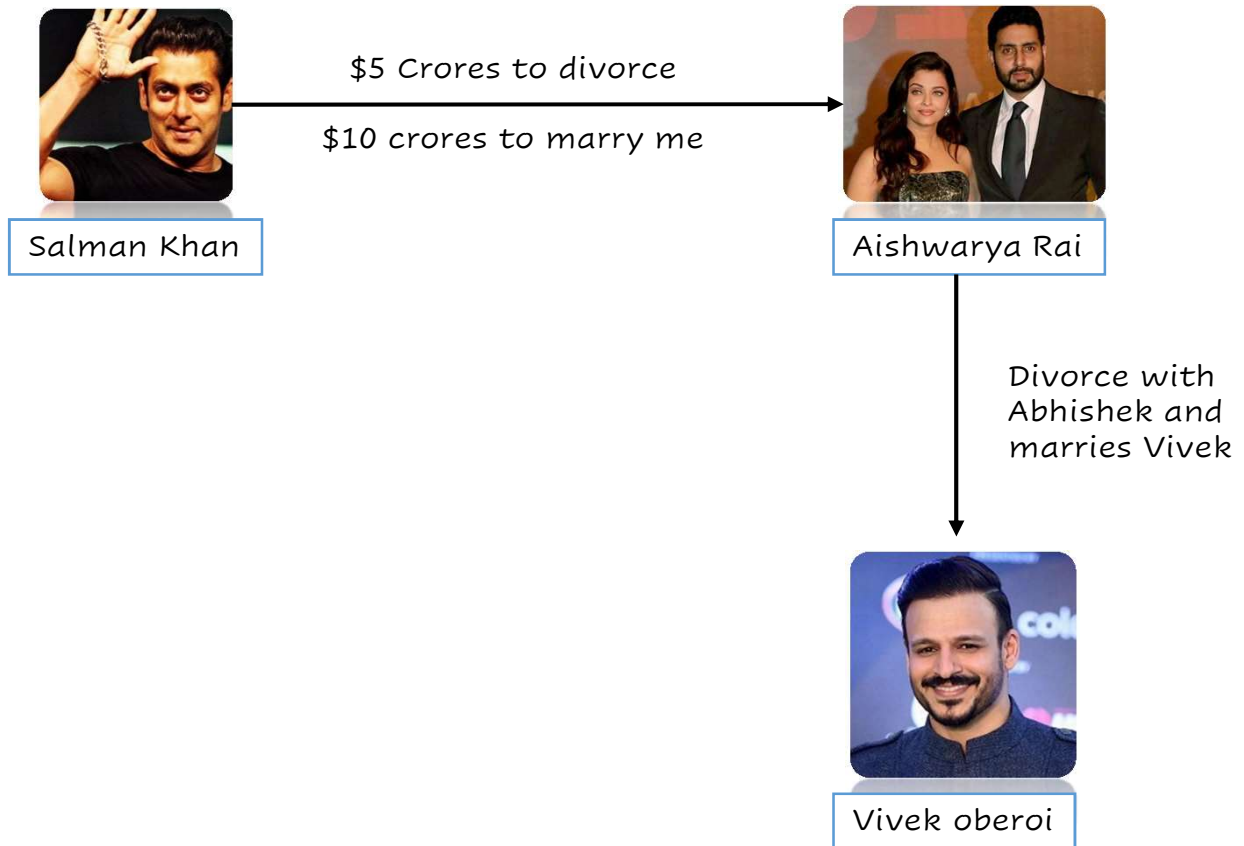 $5 Crores to divorce
$10 crores to marry me
Salman Khan
Aishwarya Rai
Divorce with
Abhishek and
marries Vivek
Vivek oberoi